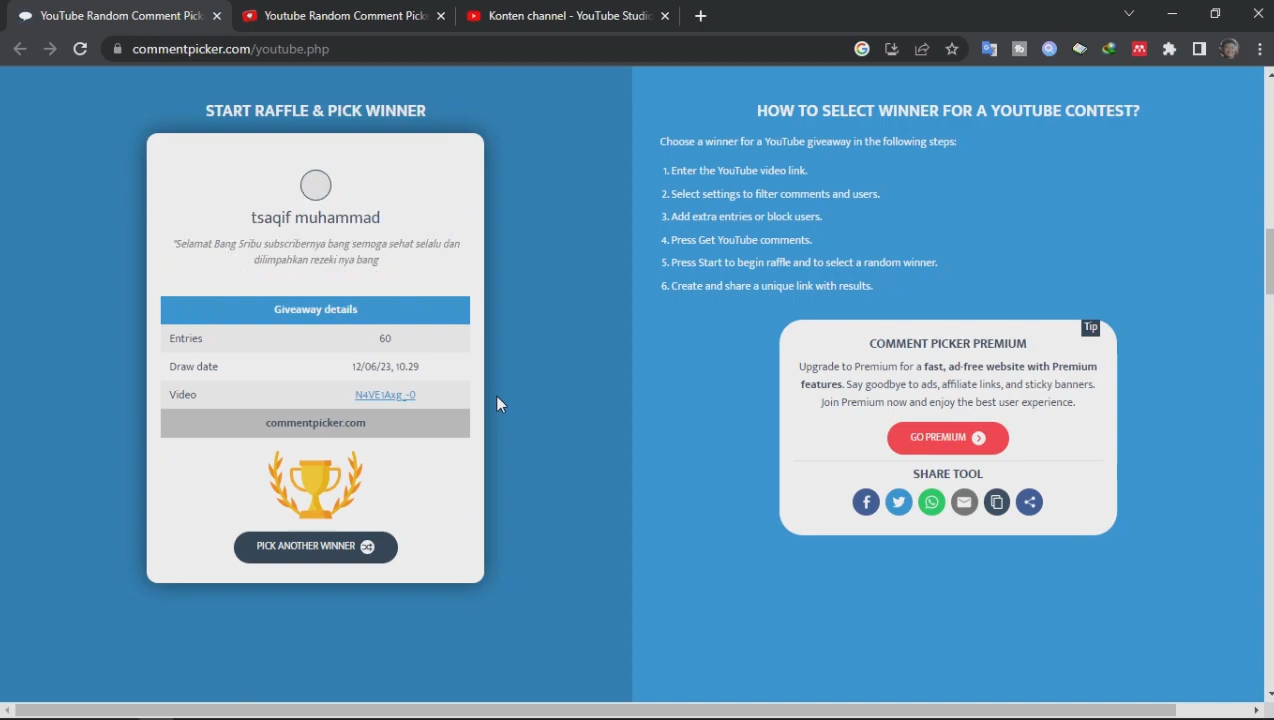 YouTube Random Comment Pick
Youtube Random Comment Picke
Konten channel - YouTube Studio
commentpicker.com/youtube.php
START RAFFLE & PICK WINNER
tsaqif muhammad
"Selamat Bang 5ribu subscribernya bang semoga sehat selalu dan
dilimpahkan rezeki nya bang
Giveaway details
Entries 60
Draw date 12/06/23, 10.29
Video N4VE1Axg_-0
commentpicker.com
PICK ANOTHER WINNER
HOW TO SELECT WINNER FOR A YOUTUBE CONTEST?
Choose a winner for a YouTube giveaway in the following steps:
1. Enter the YouTube video link.
2. Select settings to filter comments and users.
3. Add extra entries or block users.
4. Press Get YouTube comments.
5. Press Start to begin raffle and to select a random winner.
6. Create and share a unique link with results.
Tip
COMMENT PICKER PREMIUM
Upgrade to Premium for a fast, ad-free website with Premium
features. Say goodbye to ads, affiliate links, and sticky banners.
Join Premium now and enjoy the best user experience.
GO PREMIUM
SHARE TOOL